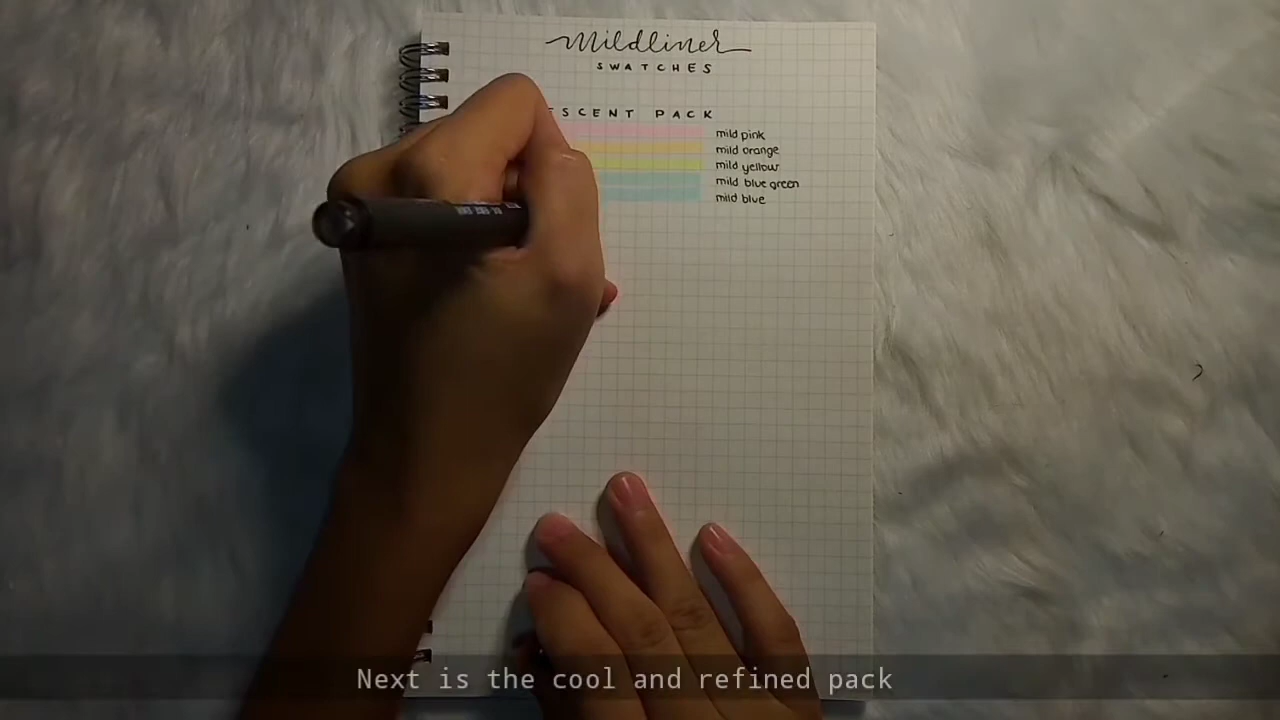 mildliner
SWATCHES
ESCENT PACK
mild pink
mild orange
mild yellow
mild blue green
mild blue
Next is the cool and refined pack